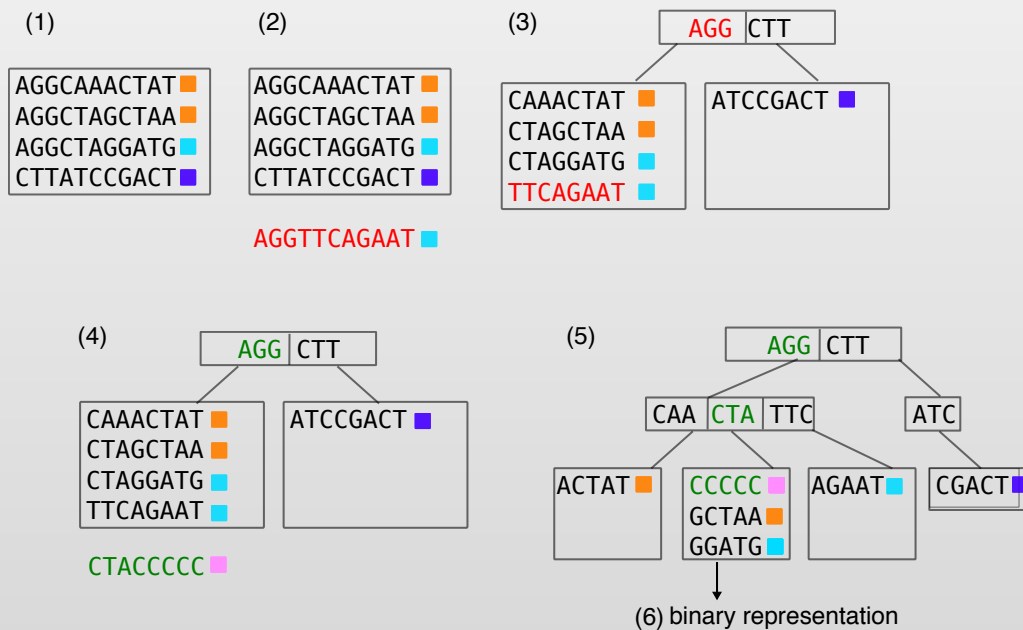 (1)
AGGCAAACTAT
AGGCTAGCTAA
AGGCTAGGATG
CTTATCCGACT
(2)
AGGCAAACTAT
AGGCTAGCTAA
AGGCTAGGATG
CTTATCCGACT
AGGTTCAGAAT
(3)
AGG CTT
CAAACTAT
CTAGCTAA
CTAGGATG
TTCAGAAT
ATCCGACT
(4)
AGG CTT
CAAACTAT
CTAGCTAA
CTAGGATG
TTCAGAAT
ATCCGACT
CTACCCCC
(5)
AGG CTT
CAA CTA TTC
ATC
ACTAT
CCCCC
GCTAA
GGATG
AGAAT
CGACT
(6) binary representation